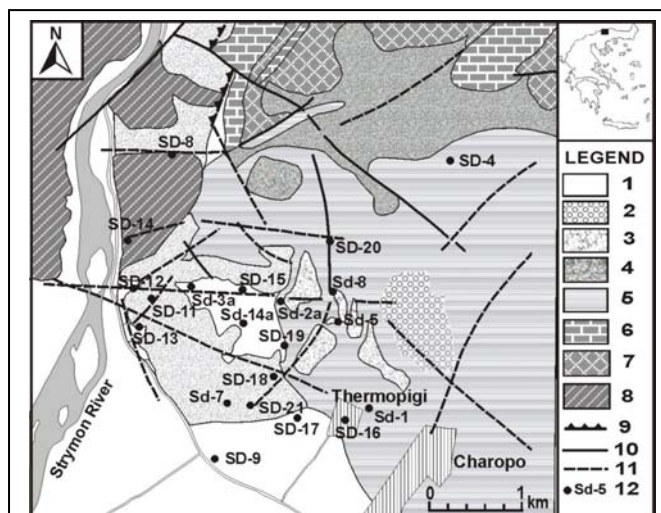 N
SD-8
SD-4
SD-14
SD-20
SD-12
SD-15
Sd-8
Sd-3a
SD-11
Sd-2a
Sd-14a
Sd-5
SD-13
SD-19
SD-18
Thermopigi
Sd-7
SD-21
Sd-1
SD-17
SD-16
Strymon River
SD-9
Charopo
0 1
km
LEGEND
1
2
3
4
5
6
7
8
9
10
11
Sd-5 12